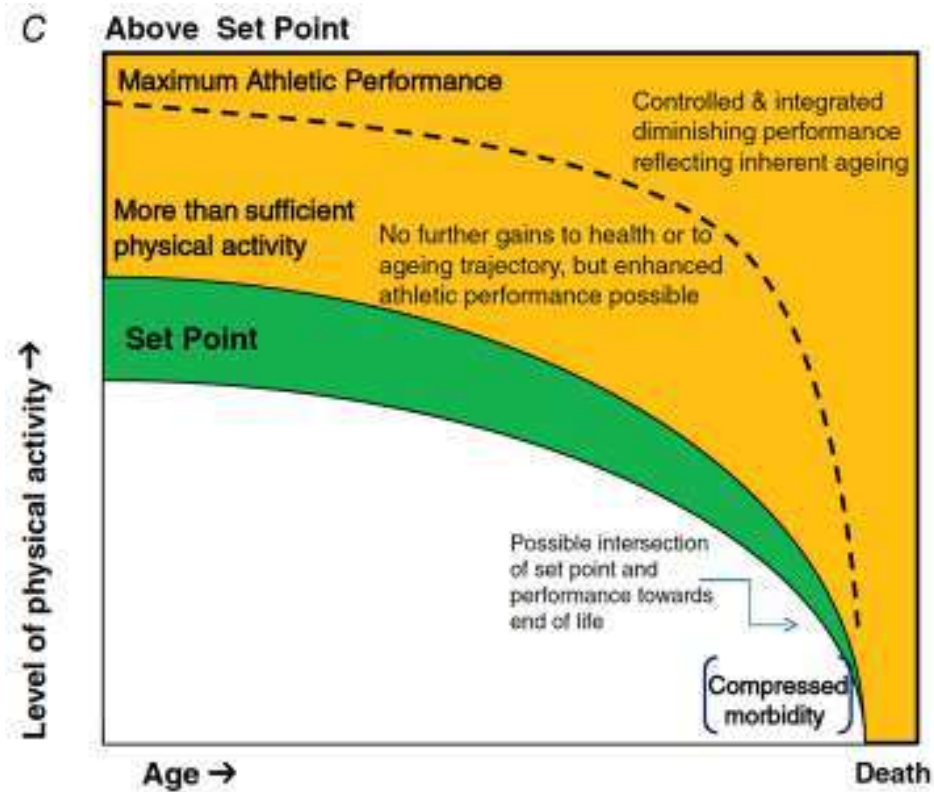 C
Above Set Point
Maximum Athletic Performance
Controlled & integrated
diminishing performance
reflecting inherent ageing
More than sufficient
physical activity
No further gains to health or to
ageing trajectory, but enhanced
athletic performance possible
Set Point
Level of physical activity →
Possible intersection
of set point and
performance towards
end of life
Compressed
morbidity
Age →
Death